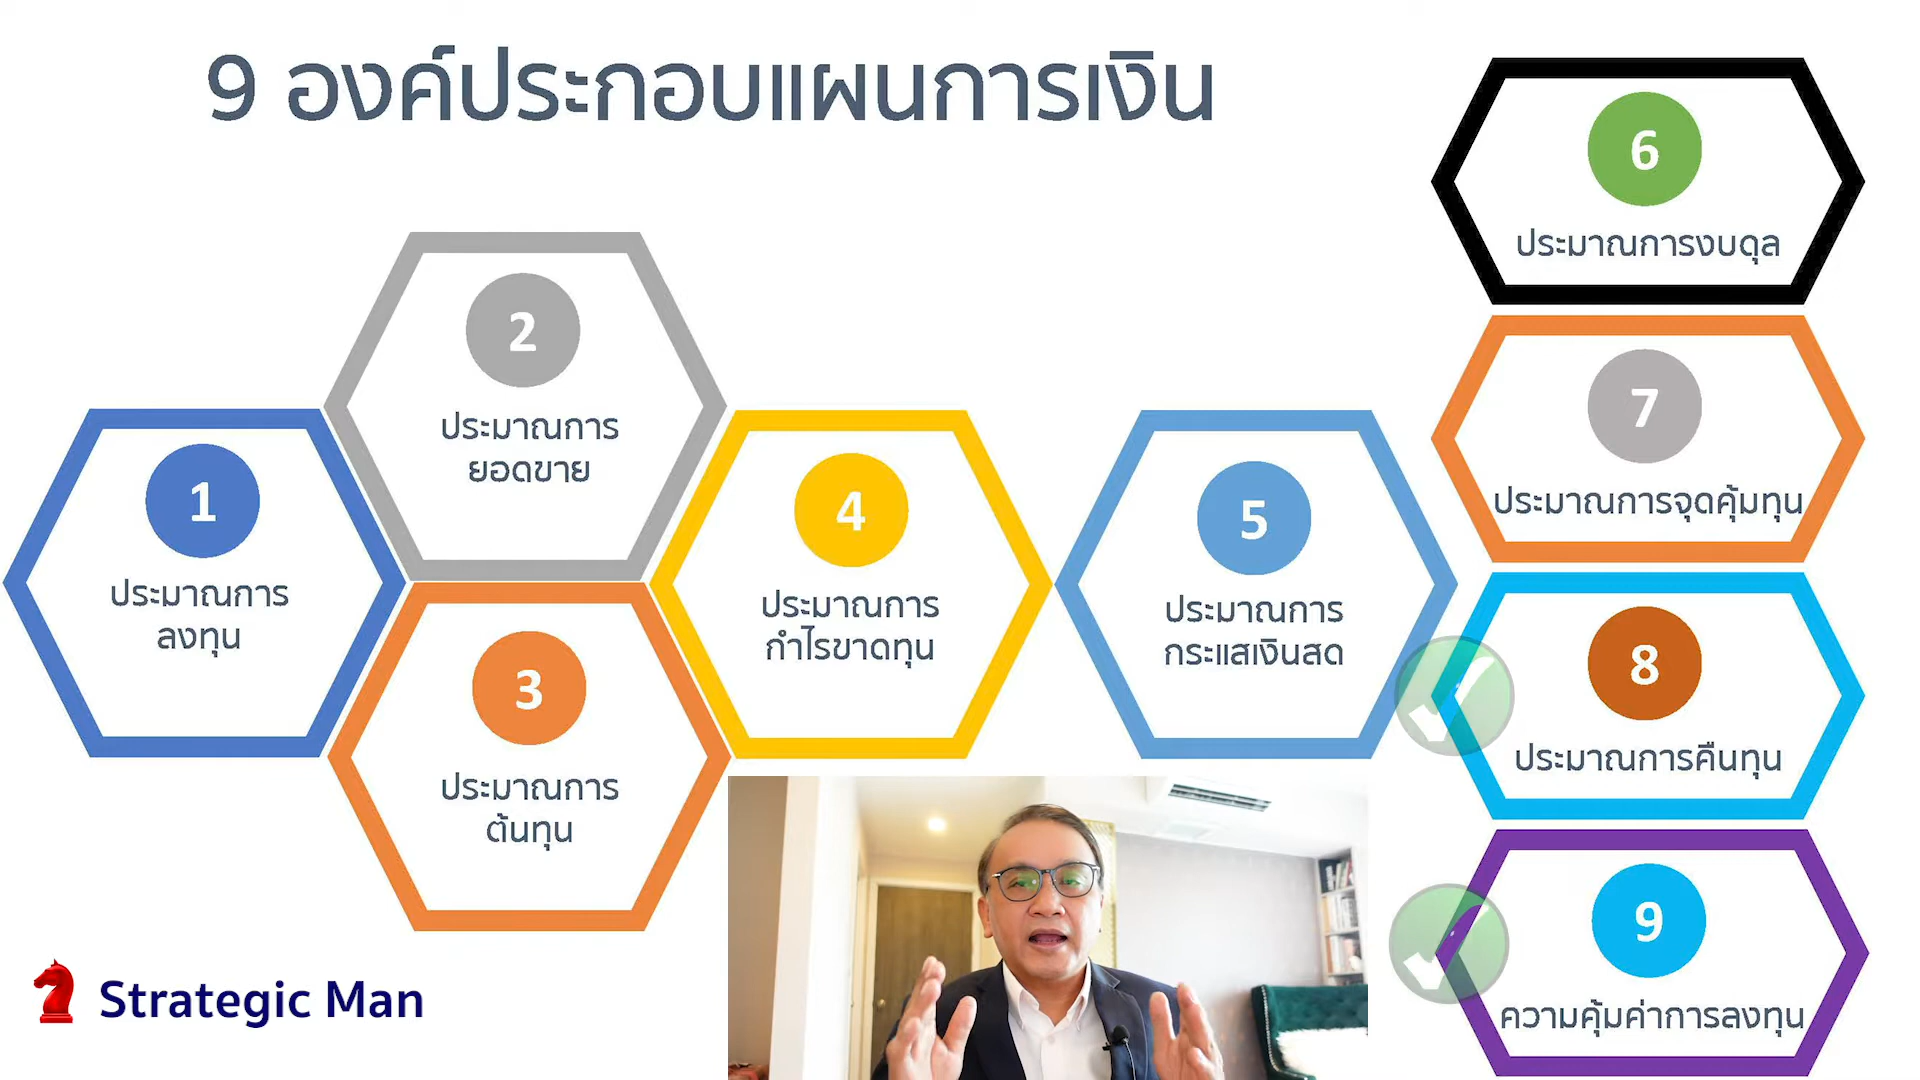 9 องค์ประกอบแผนการเงิน
1
ประมาณการ
ลงทุน
2
ประมาณการ
ยอดขาย
3
ประมาณการ
ต้นทุน
4
ประมาณการ
กำไรขาดทุน
5
ประมาณการ
กระแสเงินสด
6
ประมาณการงบดุล
7
ประมาณการจุดคุ้มทุน
8
ประมาณการคืนทุน
9
ความคุ้มค่าการลงทุน
Strategic Man